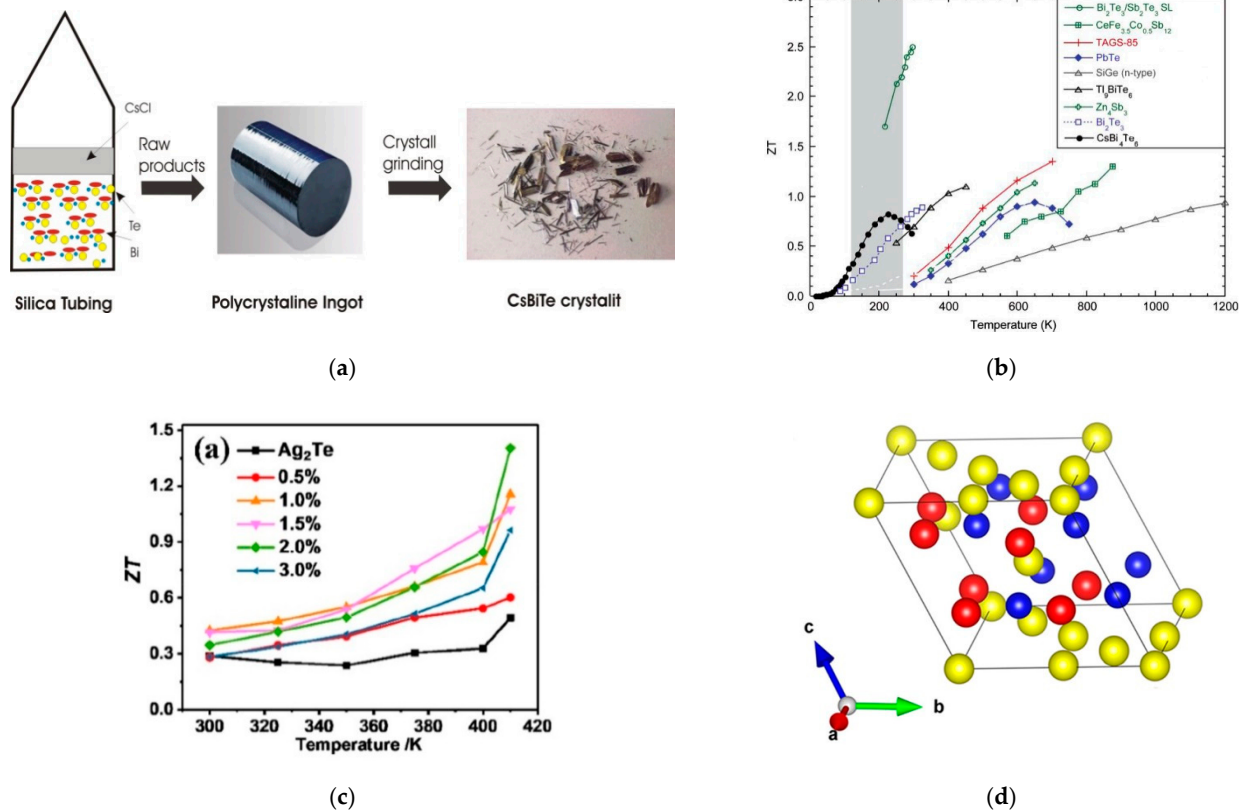 CsCl
Raw
products
Crystall
grinding
Te
Bi
Silica Tubing
Polycrystaline Ingot
CsBiTe crystalit
(a)
Bi₂Te₃/Sb₂Te₃ SL
CeFe₃.₅Co₀.₅Sb₁₂
TAGS-85
PbTe
SiGe (n-type)
Tl₉BiTe₆
Zn₄Sb₃
Bi₂Te₃
CsBi₄Te₆
ZT
2.5
2.0
1.5
1.0
0.5
0.0
0 200 400 600 800 1000 1200
Temperature (K)
(b)
(a)
Ag₂Te
0.5%
1.0%
1.5%
2.0%
3.0%
ZT
1.5
1.2
0.9
0.6
0.3
0.0
300 320 340 360 380 400 420
Temperature /K
(c)
c
b
a
(d)